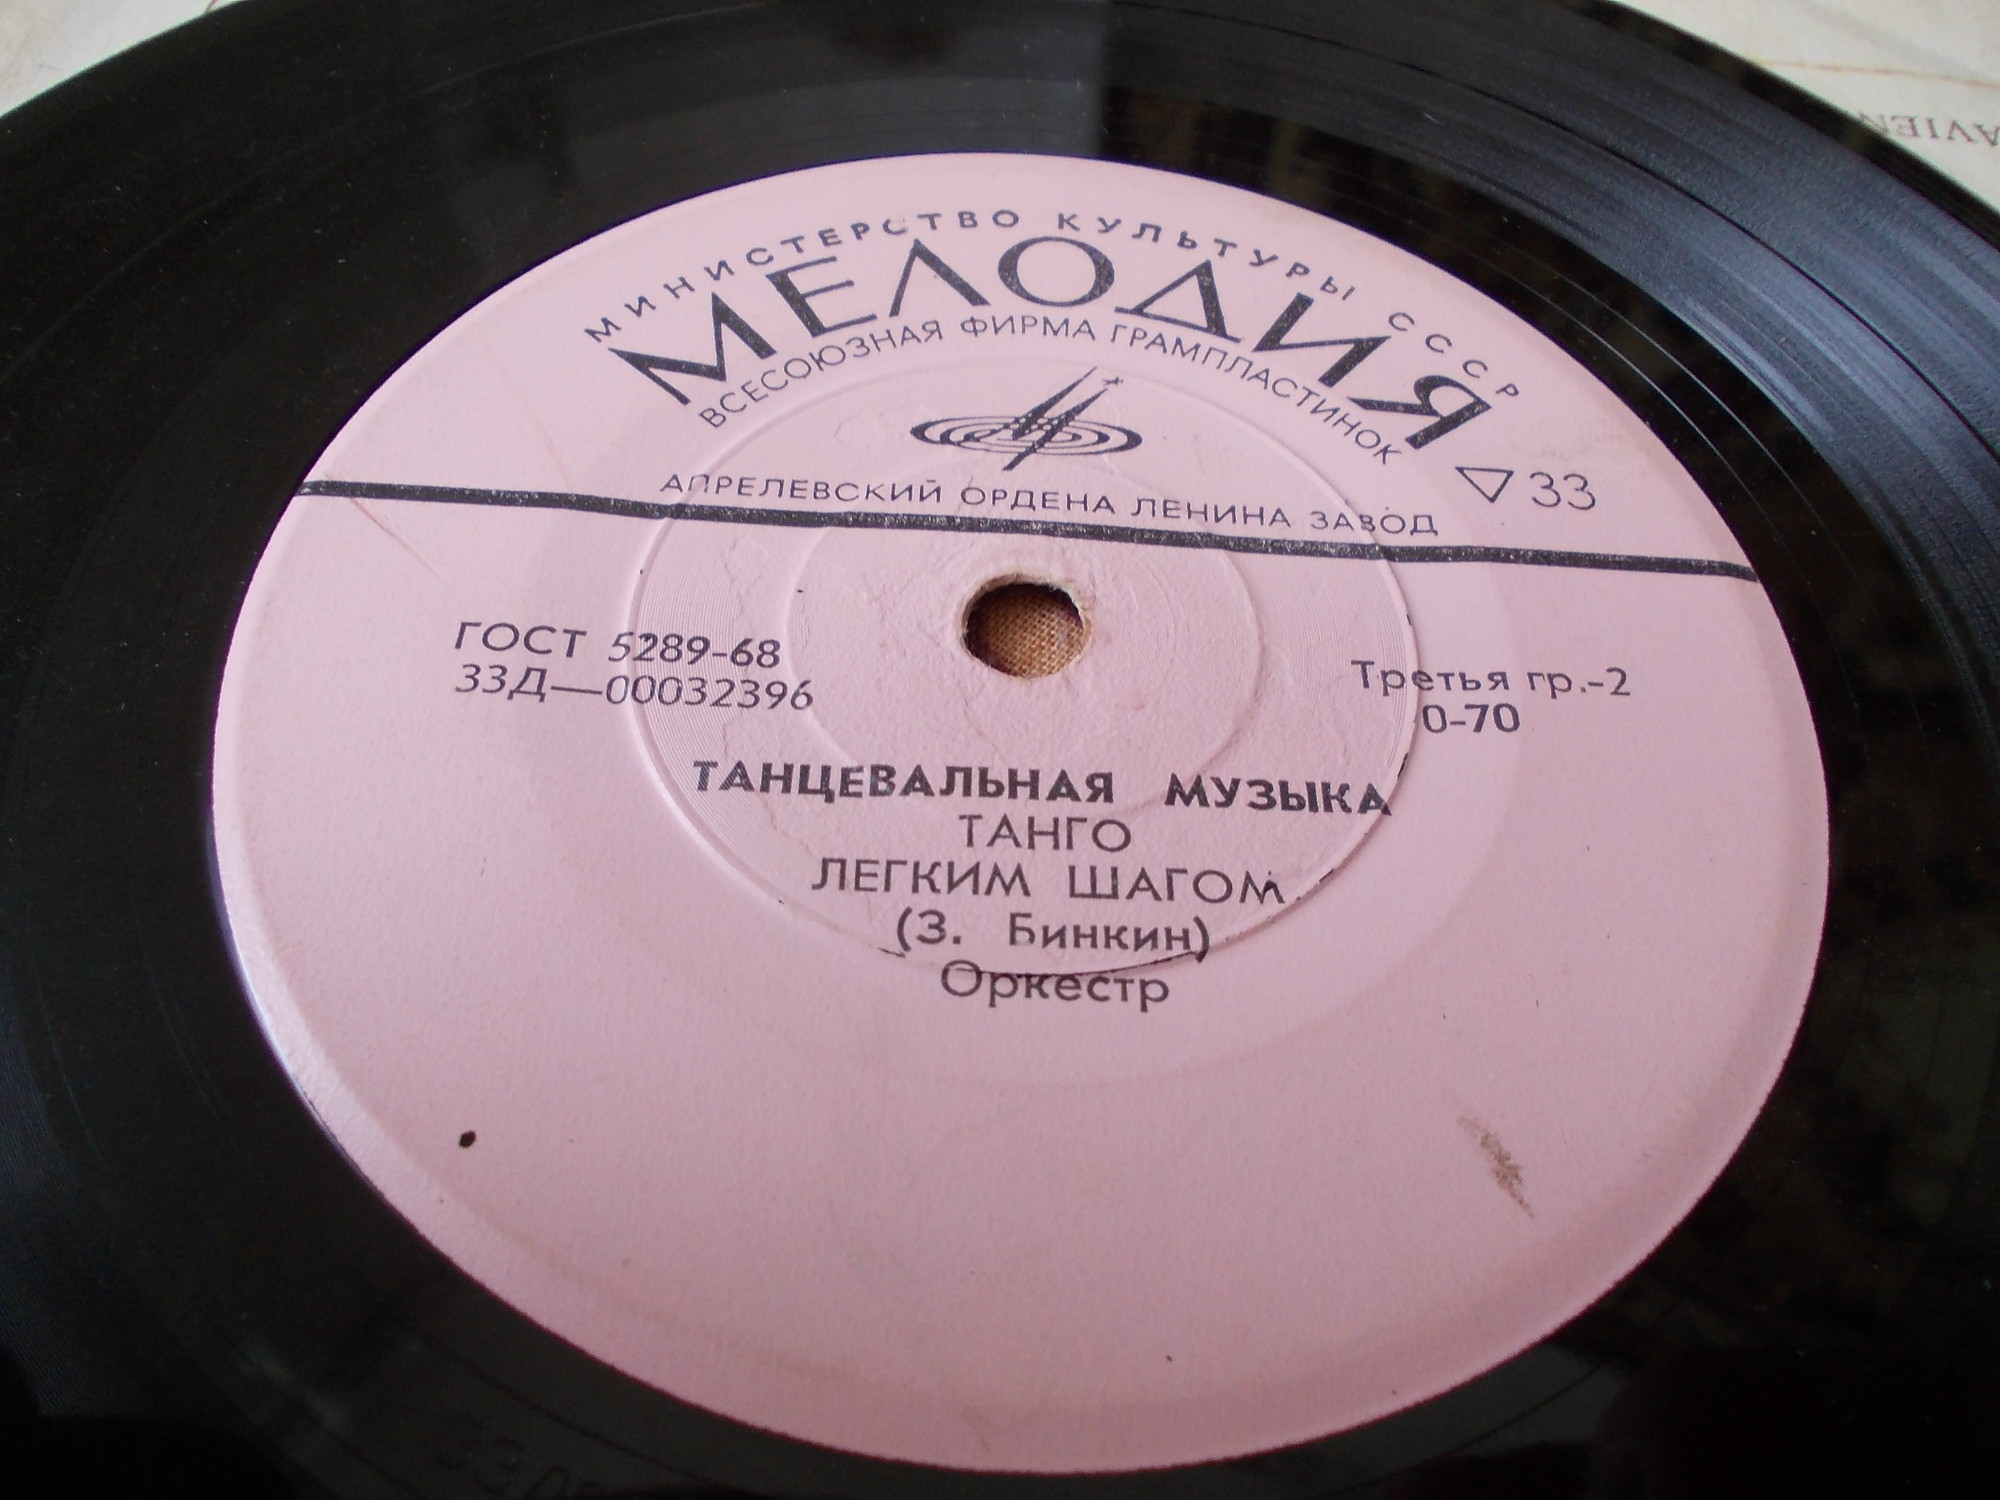 МИНИСТЕРСТВО КУЛЬТУРЫ СССР
МЕЛОДИЯ
ВСЕСОЮЗНАЯ ФИРМА ГРАМПЛАСТИНОК
33
АПРЕЛЕВСКИЙ ОРДЕНА ЛЕНИНА ЗАВОД
ГОСТ 5289-68
33Д—00032396
Третья гр.-2
0-70
ТАНЦЕВАЛЬНАЯ МУЗЫКА
ТАНГО
ЛЕГКИМ ШАГОМ
(З. Бинкин)
Оркестр